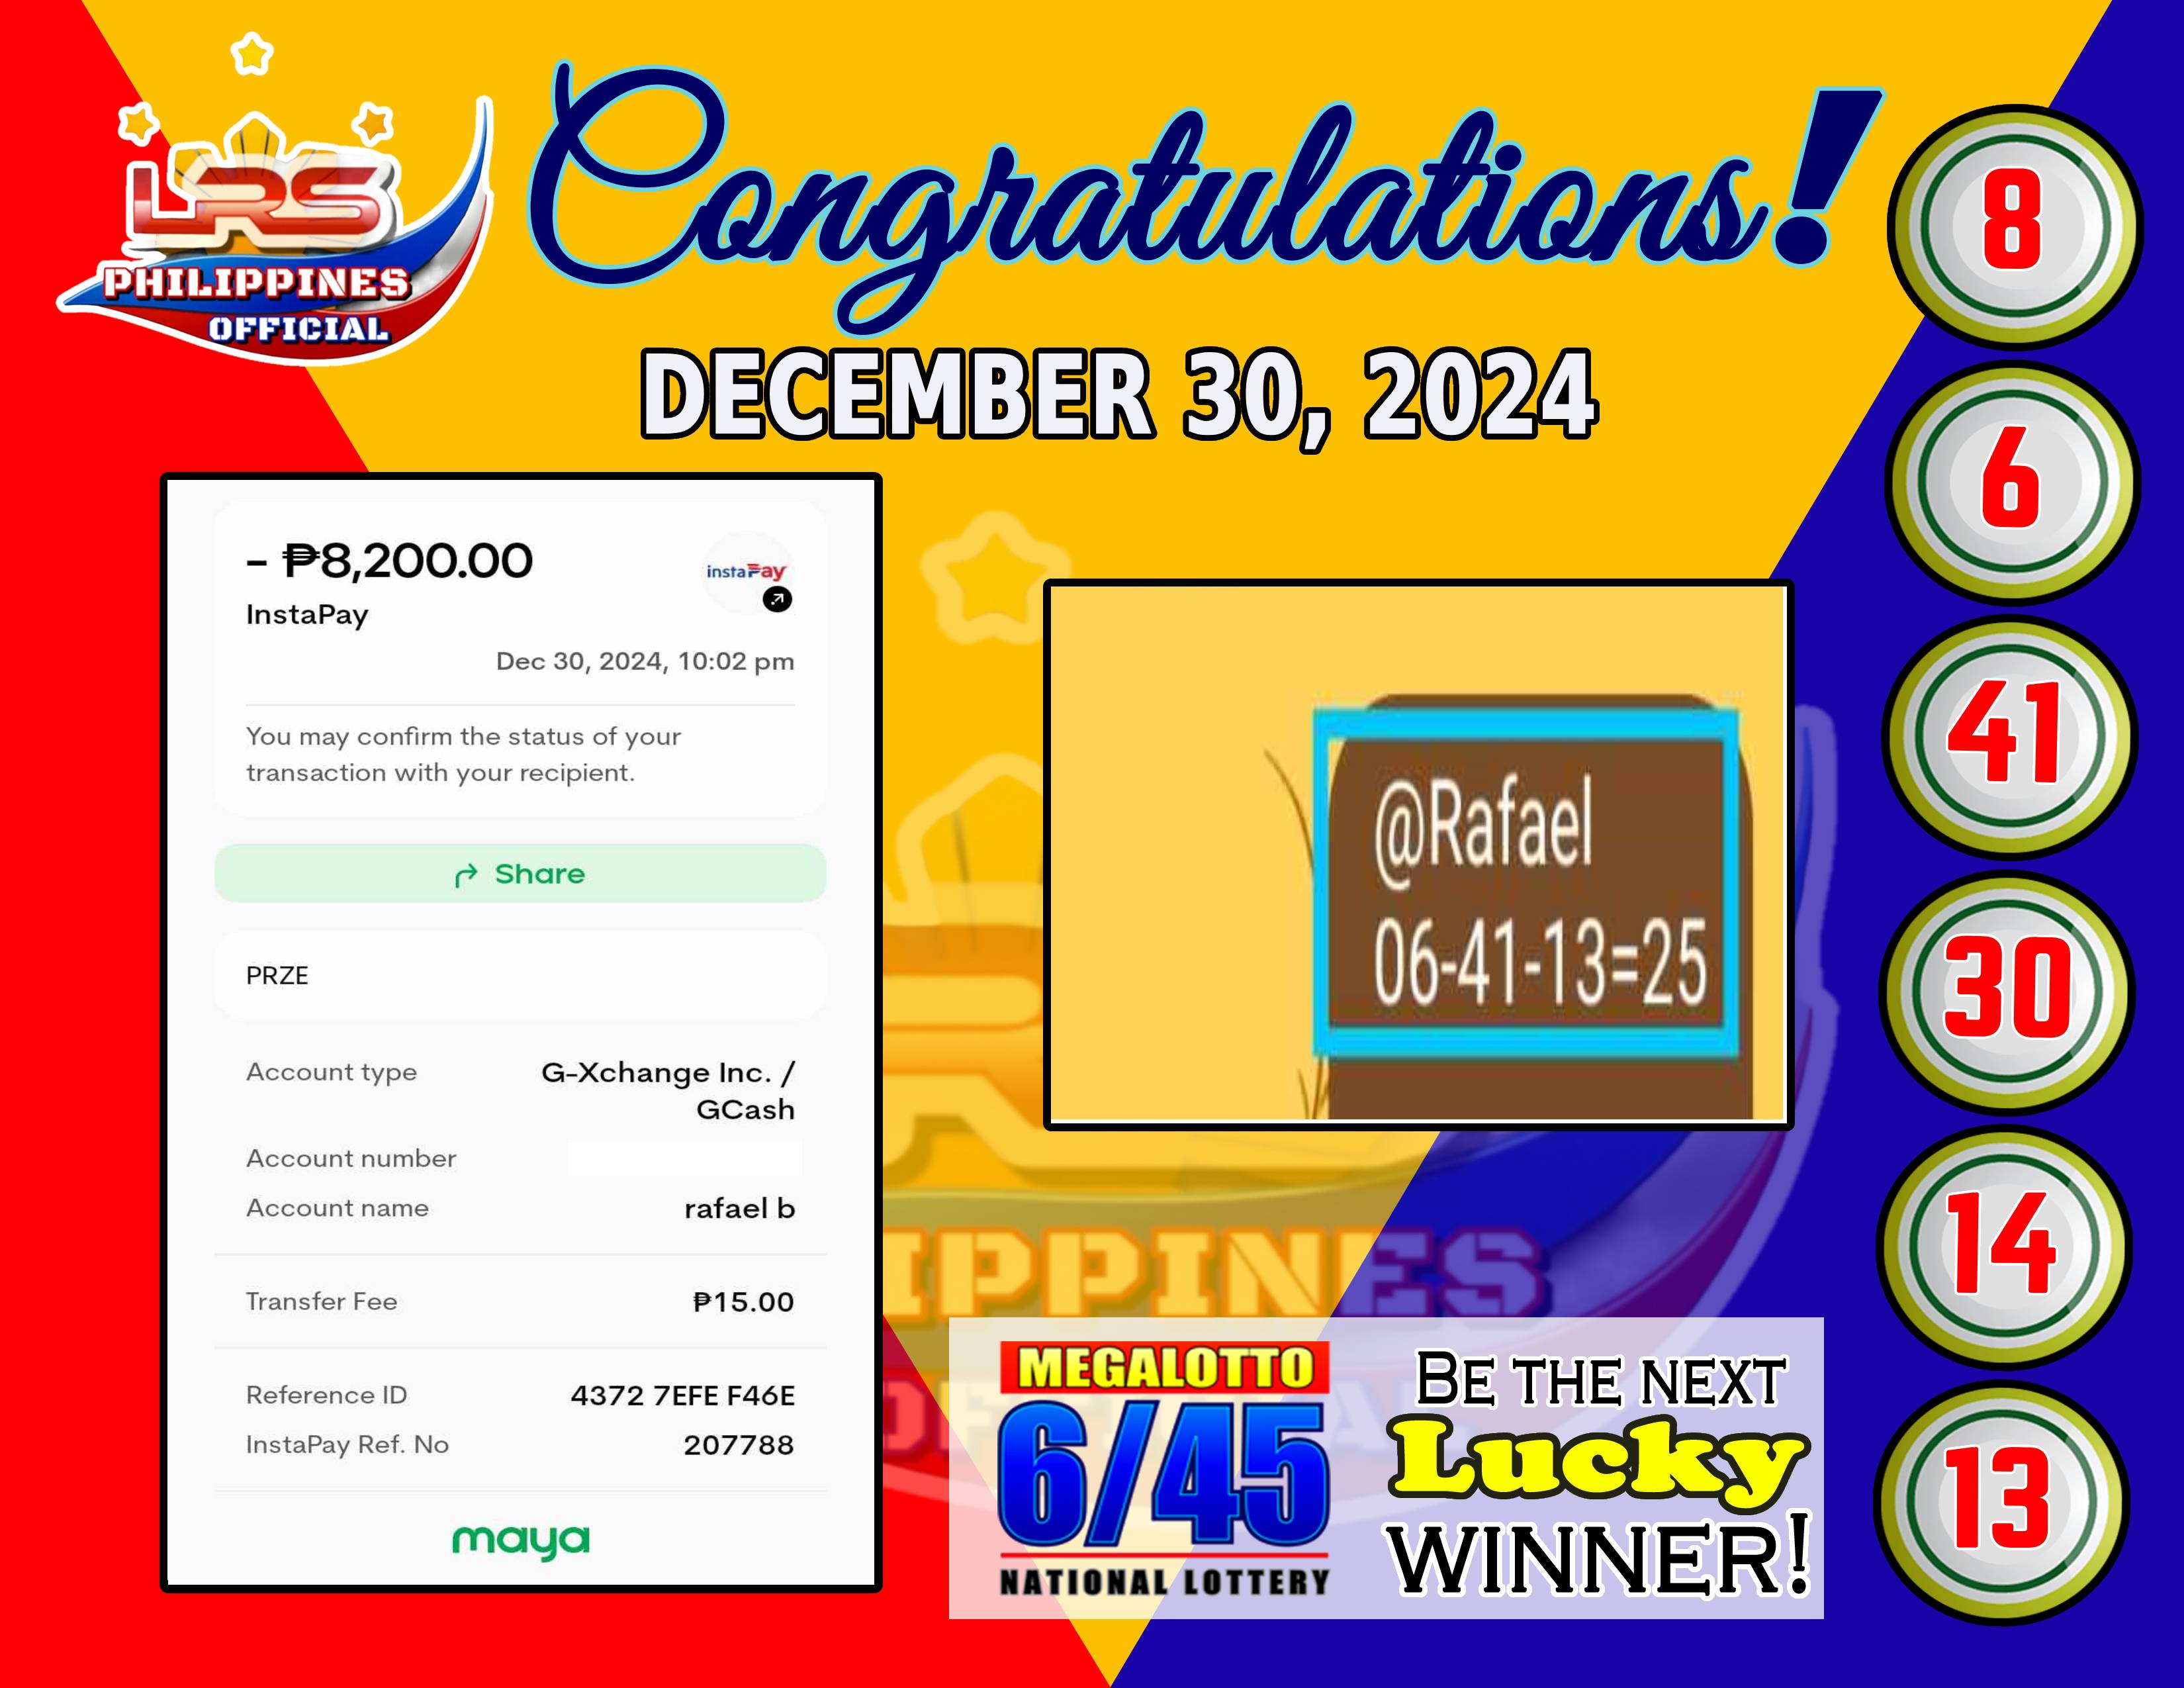 LRS
PHILIPPINES
OFFICIAL
Congratulations!
DECEMBER 30, 2024
- ₱8,200.00
InstaPay
instaPay
Dec 30, 2024, 10:02 pm
You may confirm the status of your
transaction with your recipient.
Share
PRZE
Account type G-Xchange Inc. /
GCash
Account number
Account name rafael b
Transfer Fee ₱15.00
Reference ID 4372 7EFE F46E
InstaPay Ref. No 207788
maya
@Rafael
06-41-13=25
IPPINES
MEGALOTTO
6/45
NATIONAL LOTTERY
BE THE NEXT
Lucky
WINNER!
8
6
41
30
14
13